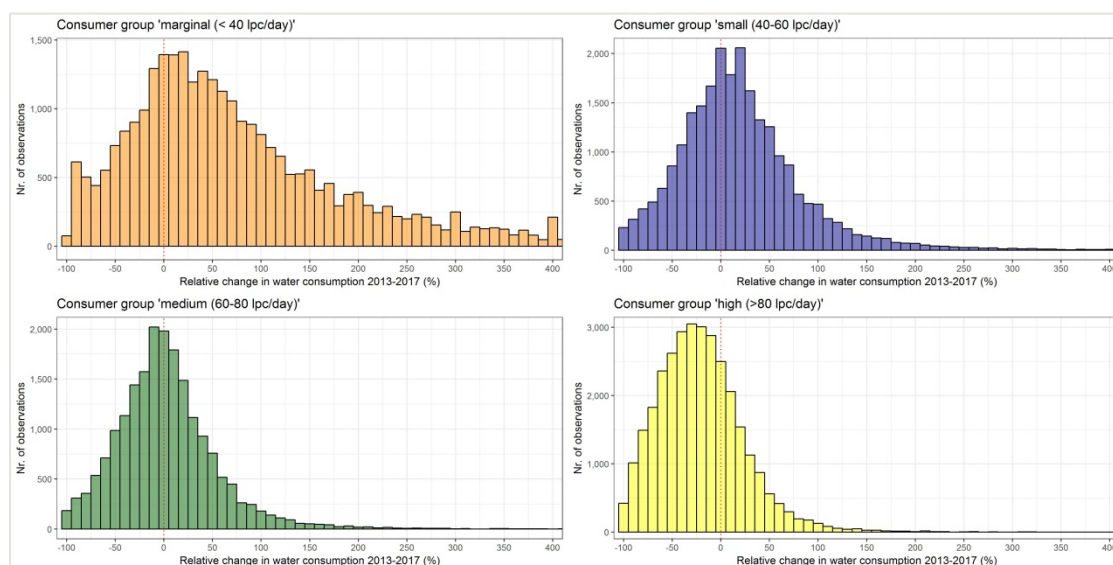 Consumer group 'marginal (< 40 lpc/day)'
1,500
1,000
500
0
Nr. of observations
-100 -50 0 50 100 150 200 250 300 350 400
Relative change in water consumption 2013-2017 (%)
Consumer group 'small (40-60 lpc/day)'
2,000
1,500
1,000
500
0
Nr. of observations
-100 -50 0 50 100 150 200 250 300 350 400
Relative change in water consumption 2013-2017 (%)
Consumer group 'medium (60-80 lpc/day)'
2,000
1,500
1,000
500
0
Nr. of observations
-100 -50 0 50 100 150 200 250 300 350 400
Relative change in water consumption 2013-2017 (%)
Consumer group 'high (>80 lpc/day)'
3,000
2,000
1,000
0
Nr. of observations
-100 -50 0 50 100 150 200 250 300 350 400
Relative change in water consumption 2013-2017 (%)